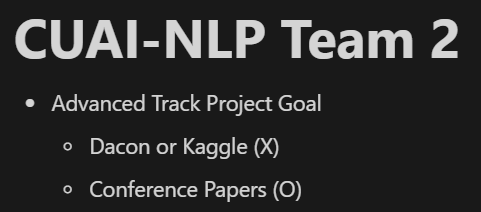 CUAI-NLP Team 2
• Advanced Track Project Goal
◦ Dacon or Kaggle (X)
◦ Conference Papers (O)